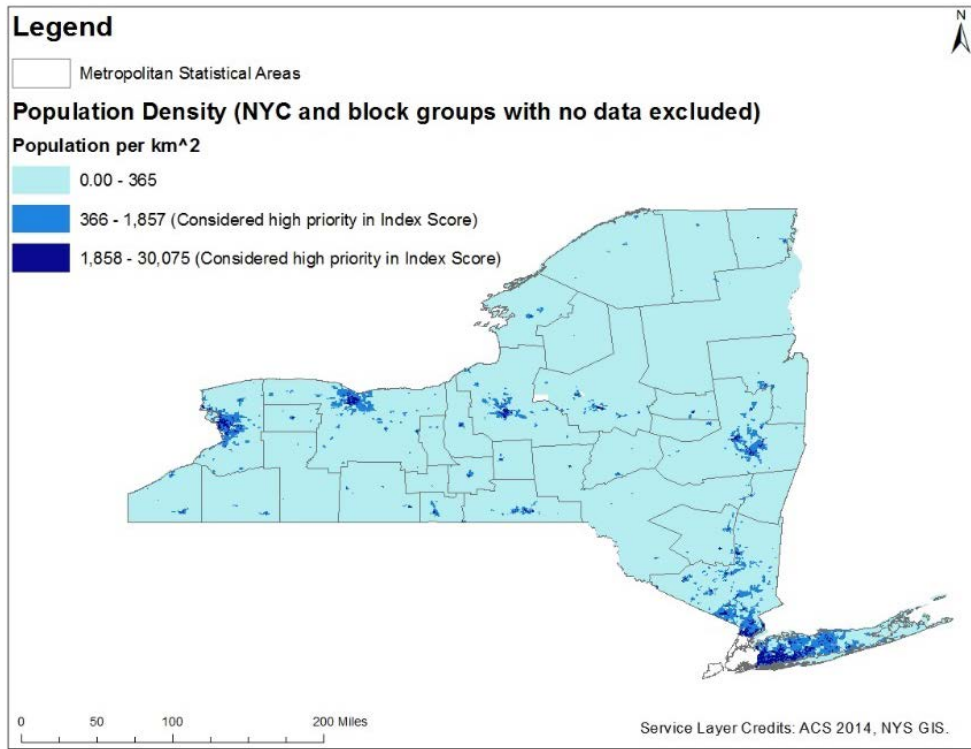 Legend
N
Metropolitan Statistical Areas
Population Density (NYC and block groups with no data excluded)
Population per km^2
0.00 - 365
366 - 1,857 (Considered high priority in Index Score)
1,858 - 30,075 (Considered high priority in Index Score)
0 50 100 200 Miles
Service Layer Credits: ACS 2014, NYS GIS.